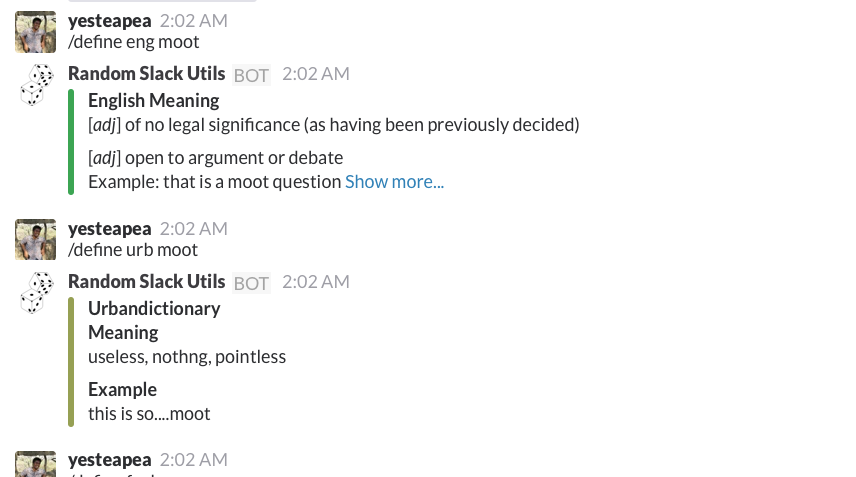 yesteapea 2:02 AM
/define eng moot
Random Slack Utils BOT 2:02 AM
English Meaning
[adj] of no legal significance (as having been previously decided)
[adj] open to argument or debate
Example: that is a moot question Show more...
yesteapea 2:02 AM
/define urb moot
Random Slack Utils BOT 2:02 AM
Urbandictionary
Meaning
useless, nothng, pointless
Example
this is so....moot
yesteapea 2:02 AM